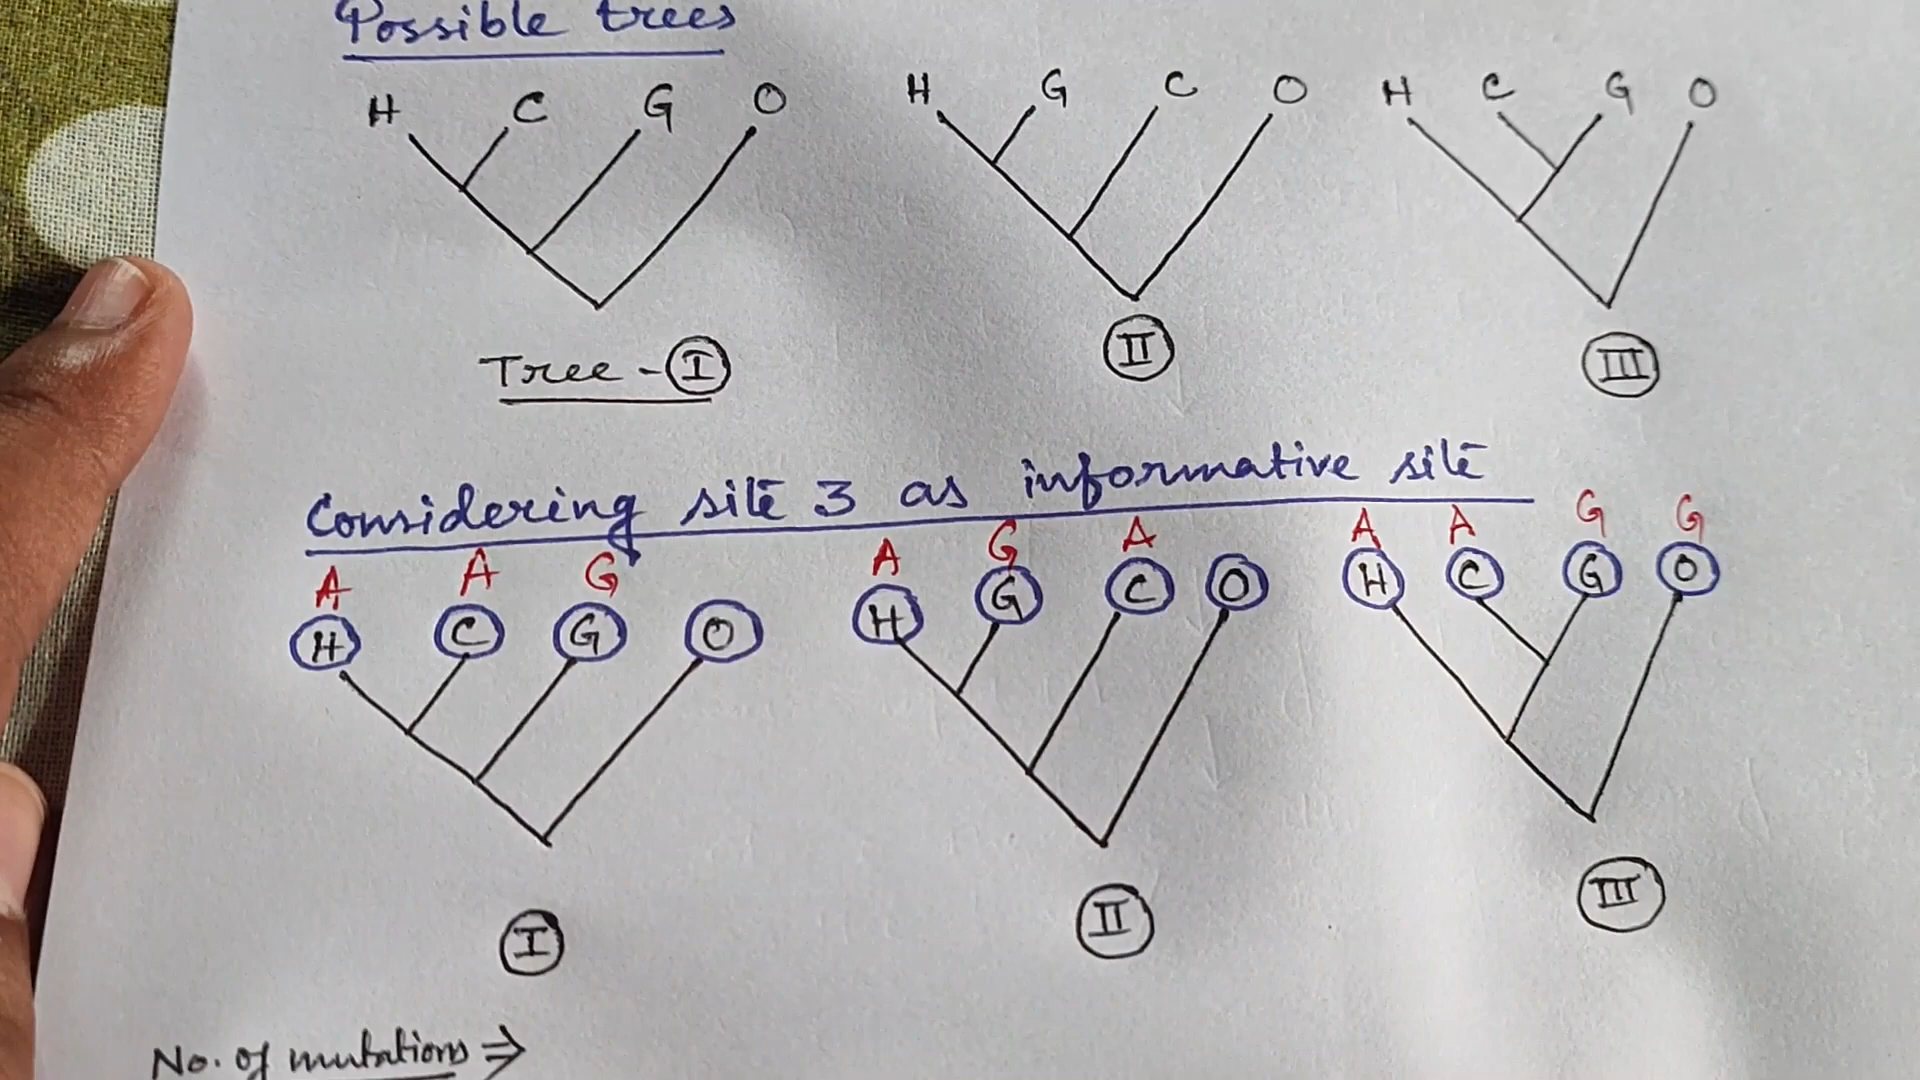 Possible trees
H C G O
H G C O
H C G O
Tree - I
II
III
Considering site 3 as informative site
A A G
H C G O
A G A
H G C O
A A G G
H C G O
I
II
III
No. of mutations ⇒